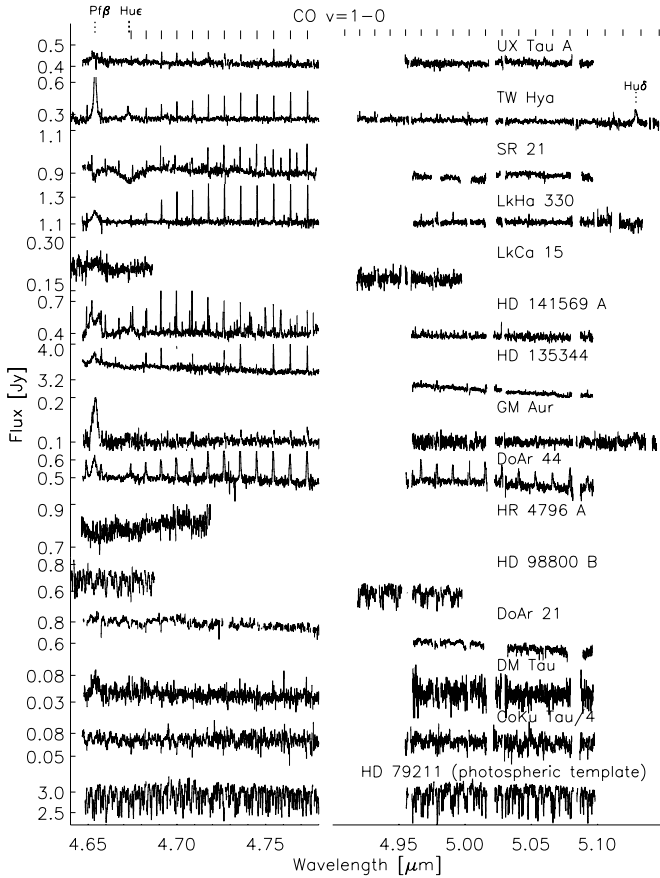 CO v=1-0
Pfβ Huε
0.5
0.4
UX Tau A
0.6
0.3
TW Hya
Huδ
1.1
0.9
SR 21
1.3
1.1
LkHa 330
0.30
0.15
LkCa 15
0.7
0.4
HD 141569 A
4.0
3.2
HD 135344
0.2
0.1
GM Aur
0.6
0.5
DoAr 44
0.9
0.7
HR 4796 A
0.8
0.6
HD 98800 B
0.8
0.6
DoAr 21
0.08
0.03
DM Tau
0.08
0.05
CoKu Tau/4
3.0
2.5
HD 79211 (photospheric template)
Flux [Jy]
4.65 4.70 4.75 4.95 5.00 5.05 5.10
Wavelength [μm]